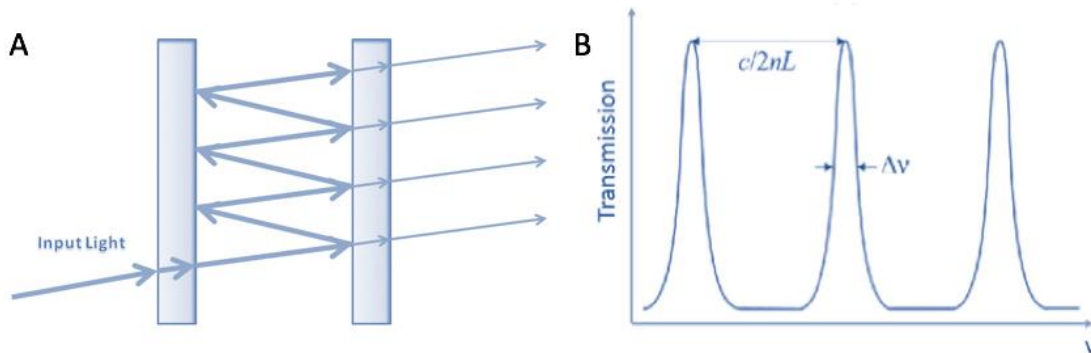 A
Input Light
B
c/2nL
Δν
Transmission